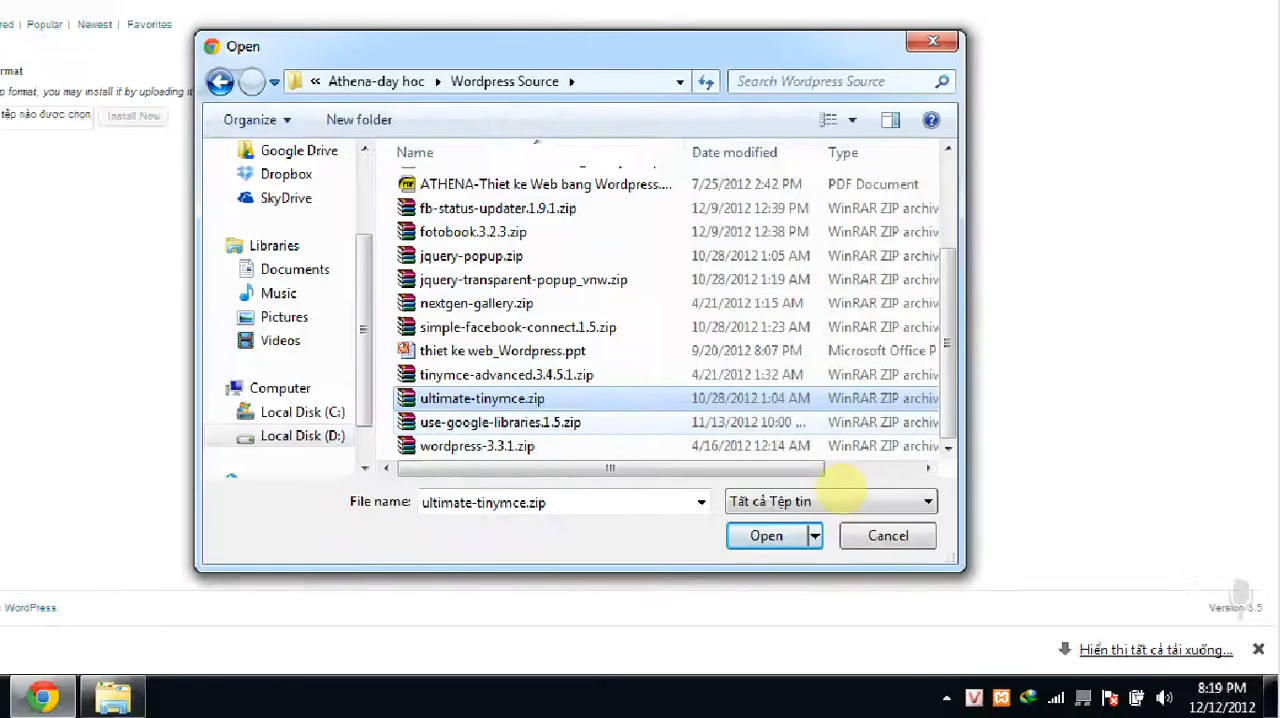 red | Popular | Newest | Favorites
rmat
p format, you may install it by uploading it
tệp nào được chọn
Install Now
Open
« Athena-day hoc
Wordpress Source
Search Wordpress Source
Organize
New folder
Google Drive
Dropbox
SkyDrive
Libraries
Documents
Music
Pictures
Videos
Computer
Local Disk (C:)
Local Disk (D:)
Name Date modified Type
ATHENA-Thiet ke Web bang Wordpress.... 7/25/2012 2:42 PM PDF Document
fb-status-updater.1.9.1.zip 12/9/2012 12:39 PM WinRAR ZIP archiv
fotobook.3.2.3.zip 12/9/2012 12:38 PM WinRAR ZIP archiv
jquery-popup.zip 10/28/2012 1:05 AM WinRAR ZIP archiv
jquery-transparent-popup_vnw.zip 10/28/2012 1:19 AM WinRAR ZIP archiv
nextgen-gallery.zip 4/21/2012 1:15 AM WinRAR ZIP archiv
simple-facebook-connect.1.5.zip 10/28/2012 1:23 AM WinRAR ZIP archiv
thiet ke web_Wordpress.ppt 9/20/2012 8:07 PM Microsoft Office P
tinymce-advanced.3.4.5.1.zip 4/21/2012 1:32 AM WinRAR ZIP archiv
ultimate-tinymce.zip 10/28/2012 1:04 AM WinRAR ZIP archiv
use-google-libraries.1.5.zip 11/13/2012 10:00 ... WinRAR ZIP archiv
wordpress-3.3.1.zip 4/16/2012 12:14 AM WinRAR ZIP archiv
File name: ultimate-tinymce.zip
Tất cả Tệp tin
Open
Cancel
WordPress.
Version 3.5
Hiển thị tất cả tải xuống...
8:19 PM
12/12/2012